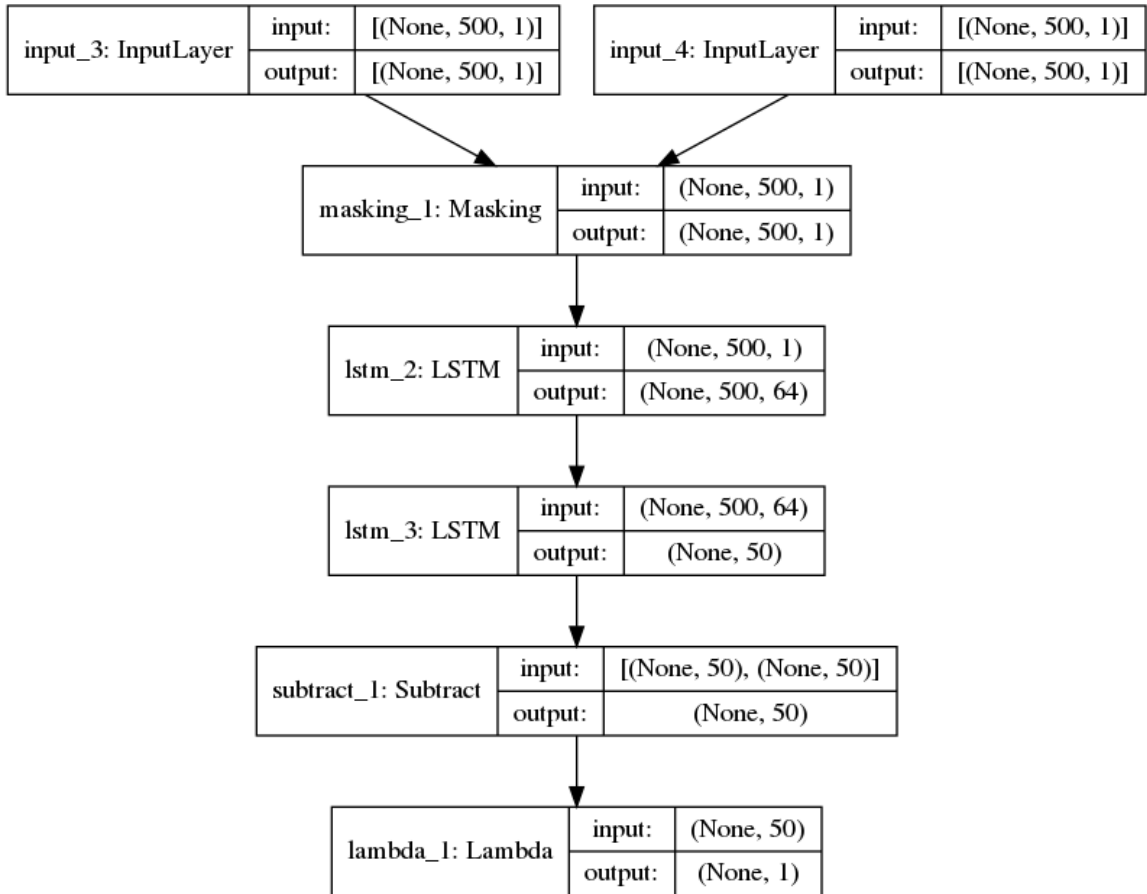 input_3: InputLayer
input: [(None, 500, 1)]
output: [(None, 500, 1)]
input_4: InputLayer
input: [(None, 500, 1)]
output: [(None, 500, 1)]
masking_1: Masking
input: (None, 500, 1)
output: (None, 500, 1)
lstm_2: LSTM
input: (None, 500, 1)
output: (None, 500, 64)
lstm_3: LSTM
input: (None, 500, 64)
output: (None, 50)
subtract_1: Subtract
input: [(None, 50), (None, 50)]
output: (None, 50)
lambda_1: Lambda
input: (None, 50)
output: (None, 1)